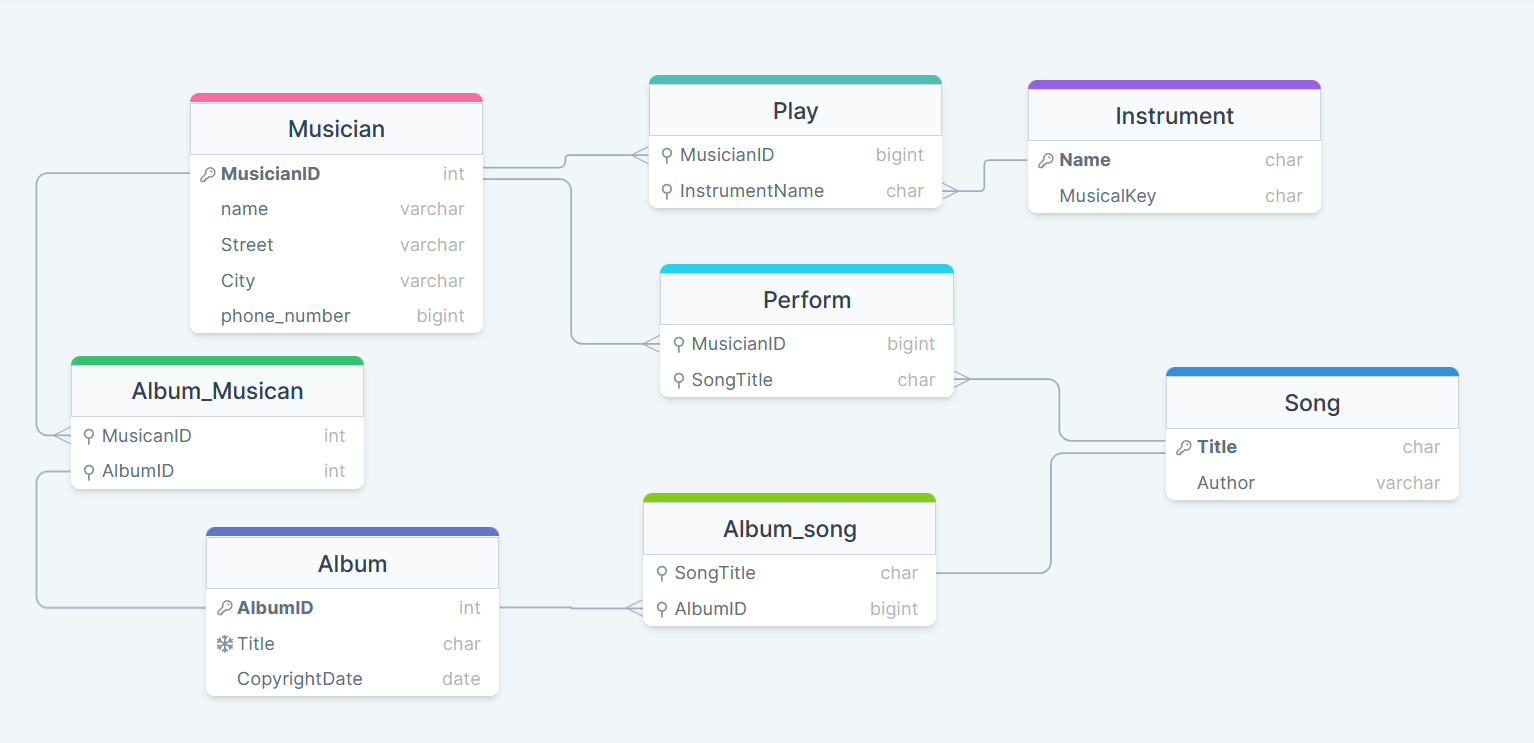 Musician
MusicianID int
name varchar
Street varchar
City varchar
phone_number bigint
Play
MusicianID bigint
InstrumentName char
Instrument
Name char
MusicalKey char
Perform
MusicianID bigint
SongTitle char
Album_Musican
MusicanID int
AlbumID int
Song
Title char
Author varchar
Album
AlbumID int
Title char
CopyrightDate date
Album_song
SongTitle char
AlbumID bigint